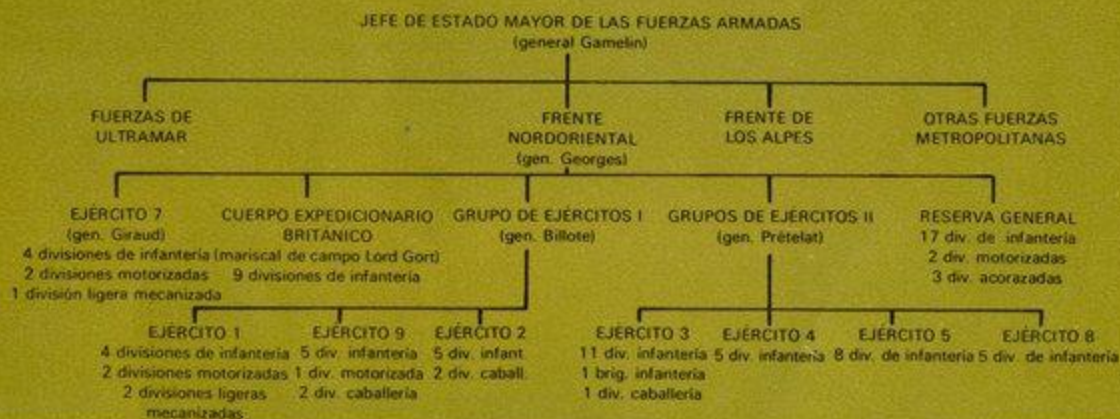 JEFE DE ESTADO MAYOR DE LAS FUERZAS ARMADAS
(general Gamelin)
FUERZAS DE
ULTRAMAR
FRENTE
NORDORIENTAL
(gen. Georges)
FRENTE DE
LOS ALPES
OTRAS FUERZAS
METROPOLITANAS
EJÉRCITO 7
(gen. Giraud)
4 divisiones de infantería
2 divisiones motorizadas
1 división ligera mecanizada
CUERPO EXPEDICIONARIO
BRITANICO
(mariscal de campo Lord Gort)
9 divisiones de infantería
GRUPO DE EJÉRCITOS I
(gen. Billote)
GRUPOS DE EJÉRCITOS II
(gen. Prételat)
RESERVA GENERAL
17 div. de infantería
2 div. motorizadas
3 div. acorazadas
EJÉRCITO 1
4 divisiones de infantería
2 divisiones motorizadas
2 divisiones ligeras
mecanizadas
EJÉRCITO 9
5 div. infantería
1 div. motorizada
2 div. caballería
EJÉRCITO 2
5 div. infant.
2 div. caball.
EJÉRCITO 3
11 div. infantería
1 brig. infantería
1 div. caballería
EJÉRCITO 4
5 div. infantería
EJÉRCITO 5
8 div. de infantería
EJÉRCITO 8
5 div. de infantería